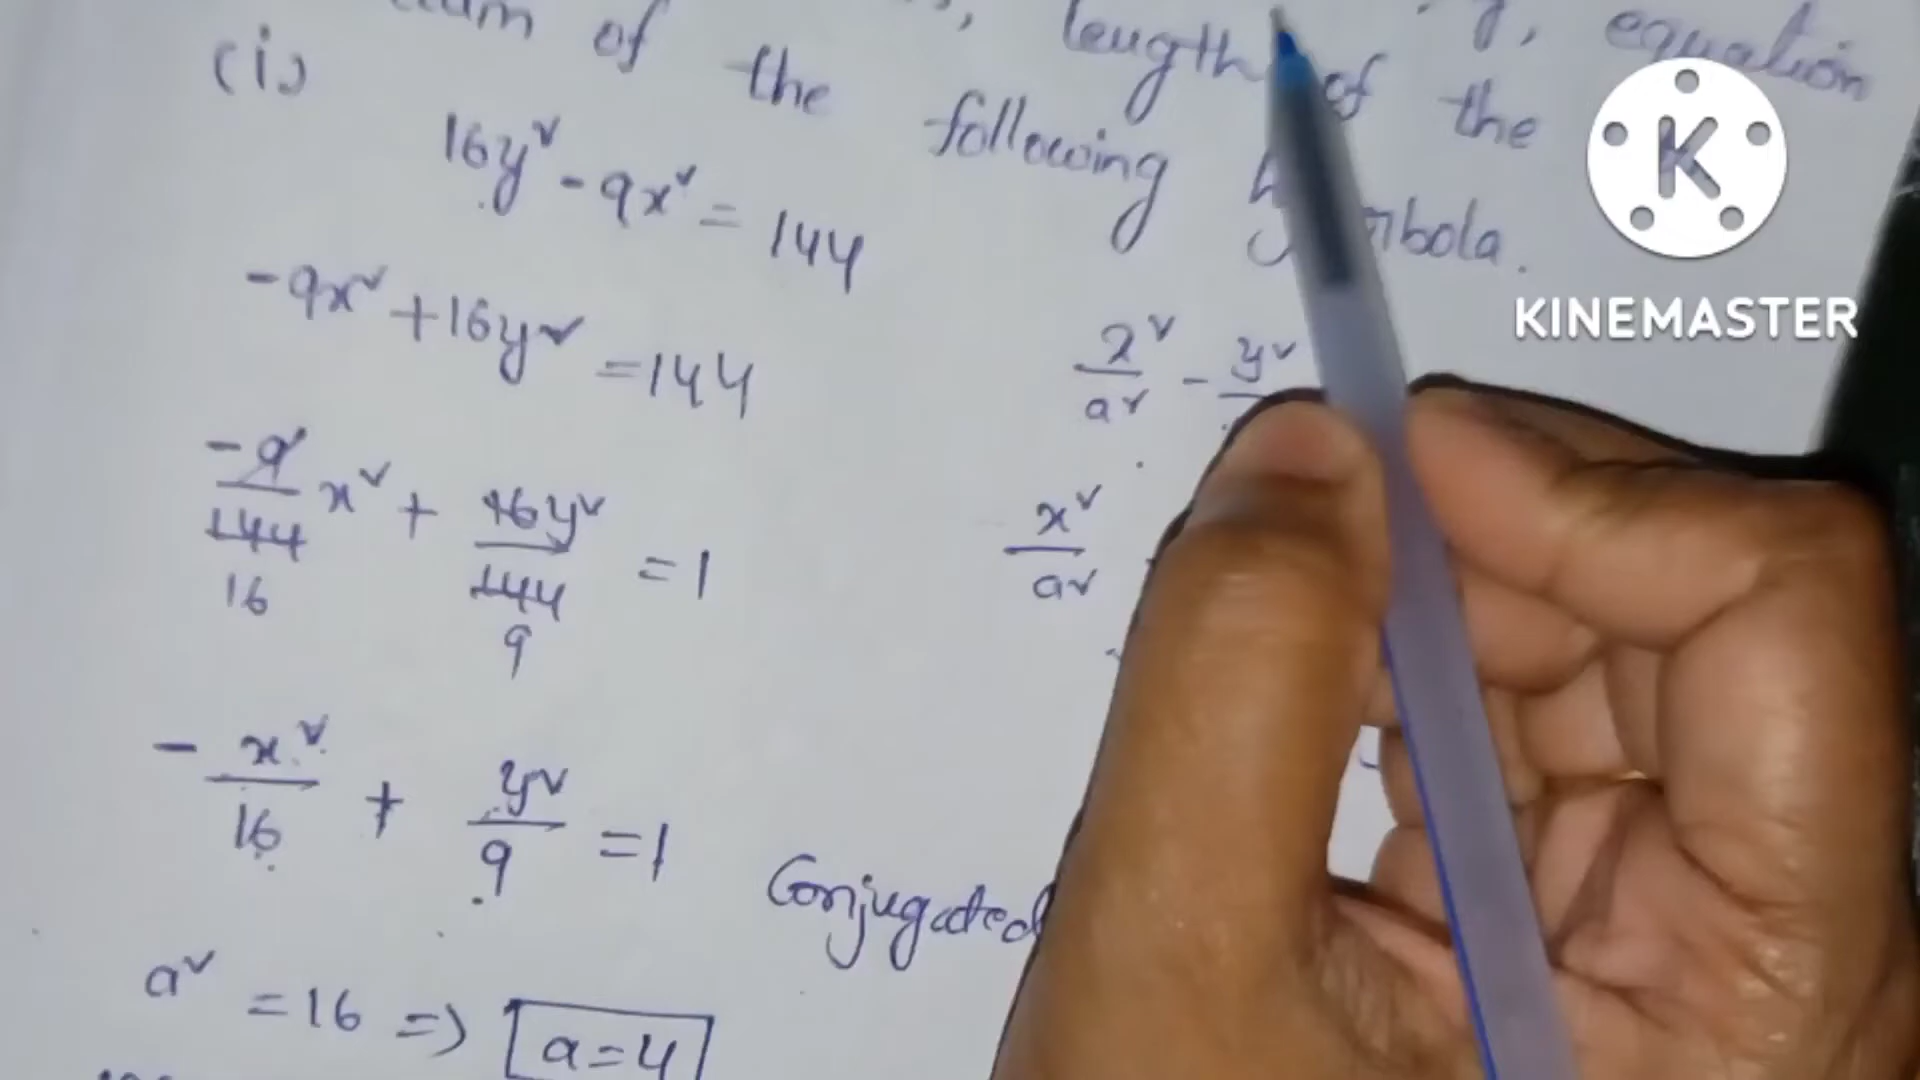 of the, length of the equation
(i) the following bola.
16y² - 9x² = 144
-9x² + 16y² = 144
x²/a² - y²
-9/144 x² + 16y²/144 = 1
16 9
x²/a²
- x²/16 + y²/9 = 1
Conjugated
a² = 16 => a=4
KINEMASTER